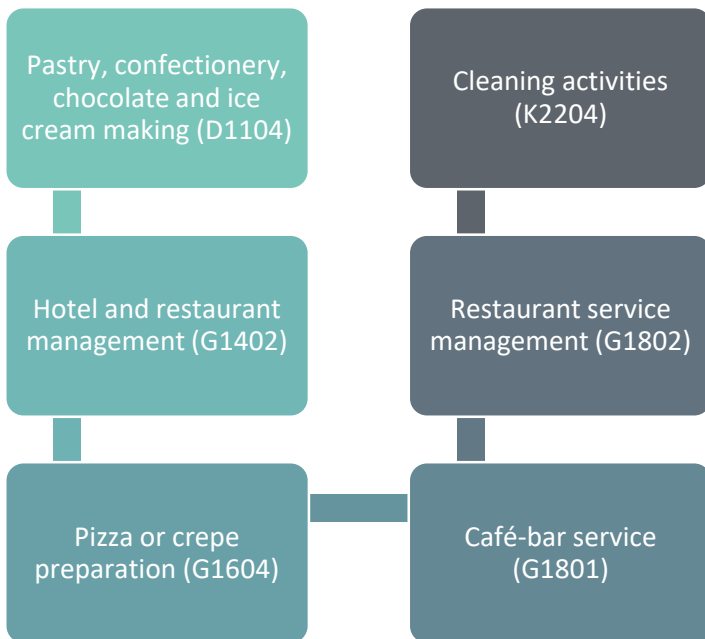 Pastry, confectionery,
chocolate and ice
cream making (D1104)
Hotel and restaurant
management (G1402)
Pizza or crepe
preparation (G1604)
Café-bar service
(G1801)
Restaurant service
management (G1802)
Cleaning activities
(K2204)